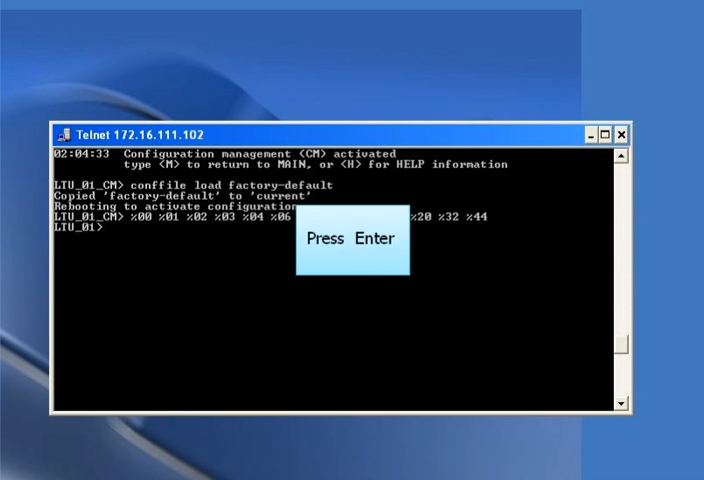 Telnet 172.16.111.102
02:04:33 Configuration management <CM> activated
type <M> to return to MAIN, or <H> for HELP information
LTU_01_CM> conffile load factory-default
Copied 'factory-default' to 'current'
Rebooting to activate configuration
LTU_01_CM> %00 %01 %02 %03 %04 %06 %20 %32 %44
LTU_01>
Press Enter